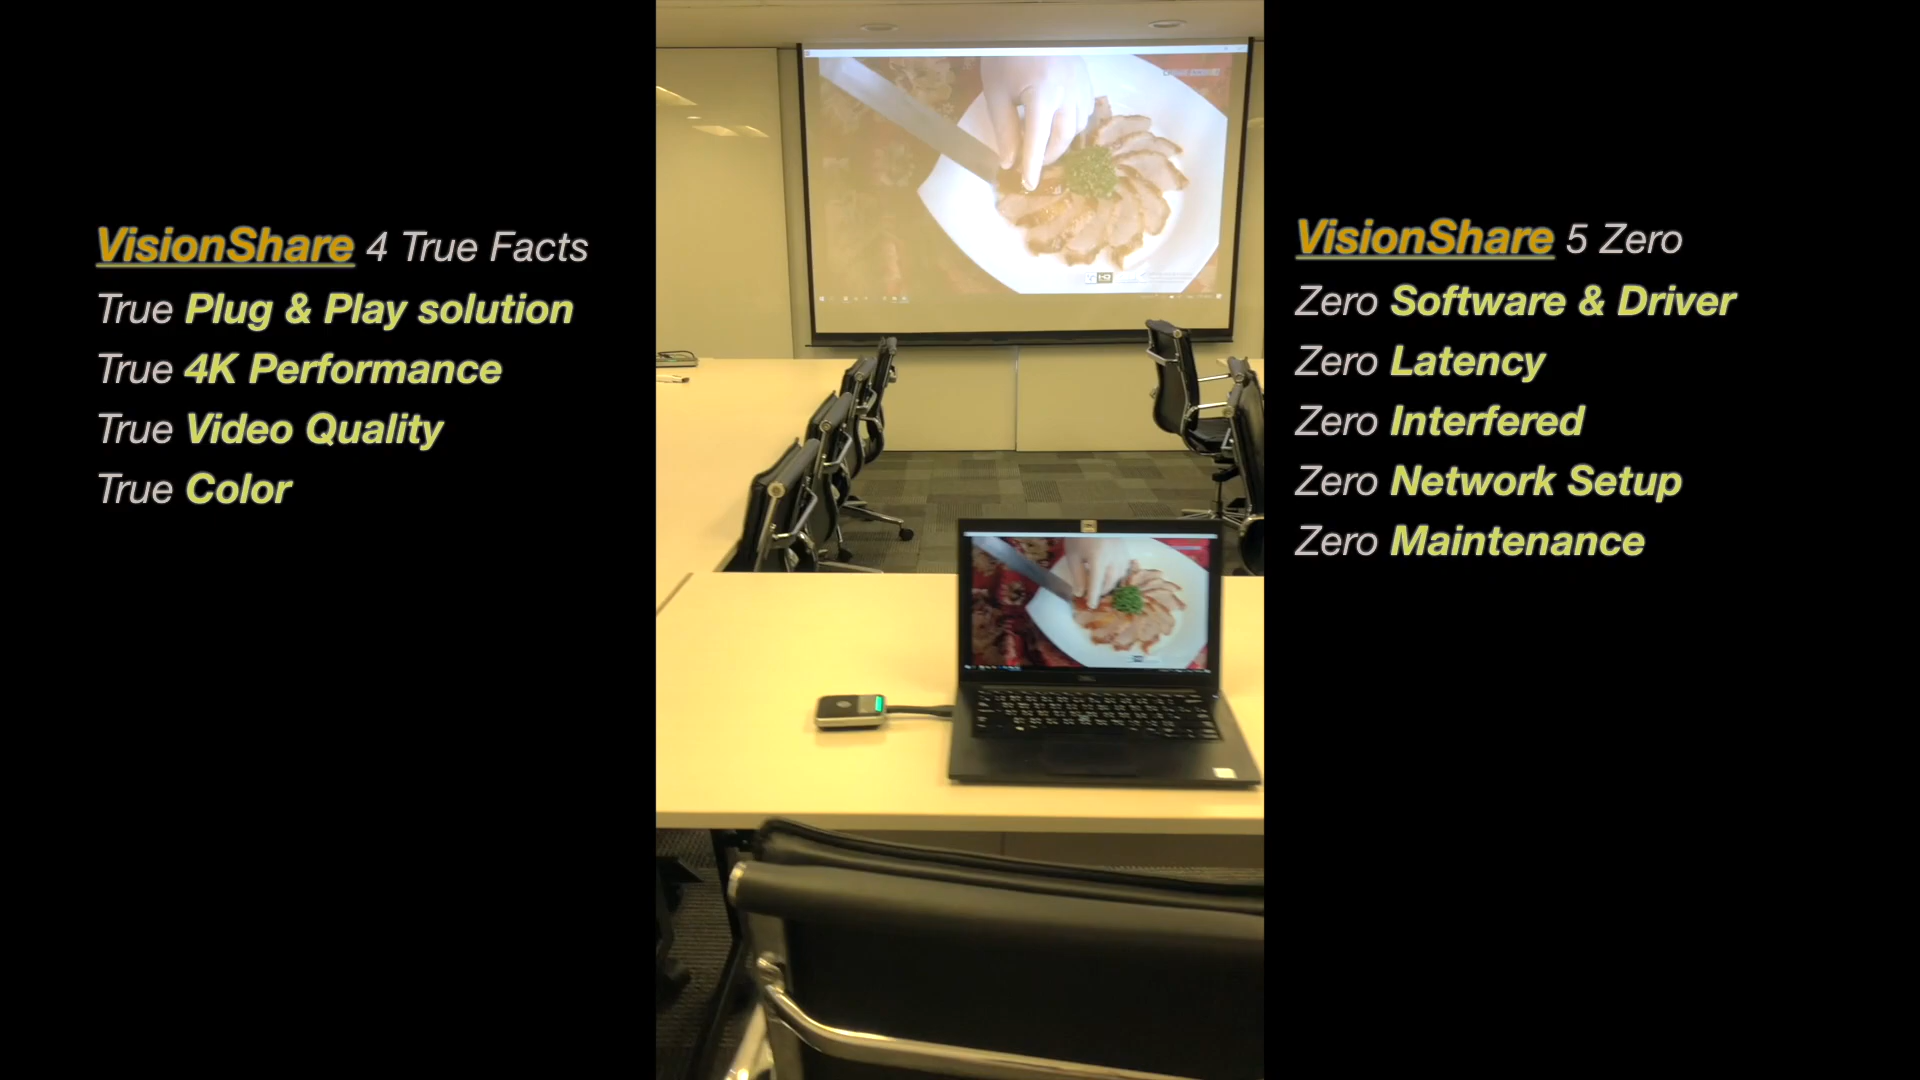 VisionShare 4 True Facts
True Plug & Play solution
True 4K Performance
True Video Quality
True Color
VisionShare 5 Zero
Zero Software & Driver
Zero Latency
Zero Interfered
Zero Network Setup
Zero Maintenance